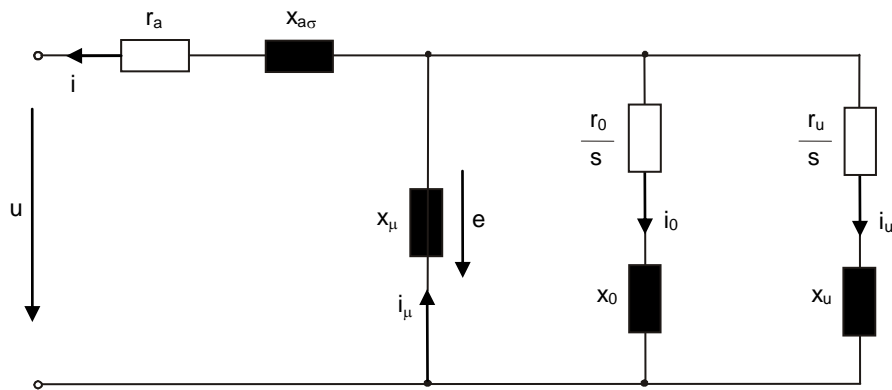 r_a
x_aσ
i
u
x_μ
e
i_μ
r_0
s
i_0
x_0
r_u
s
i_u
x_u